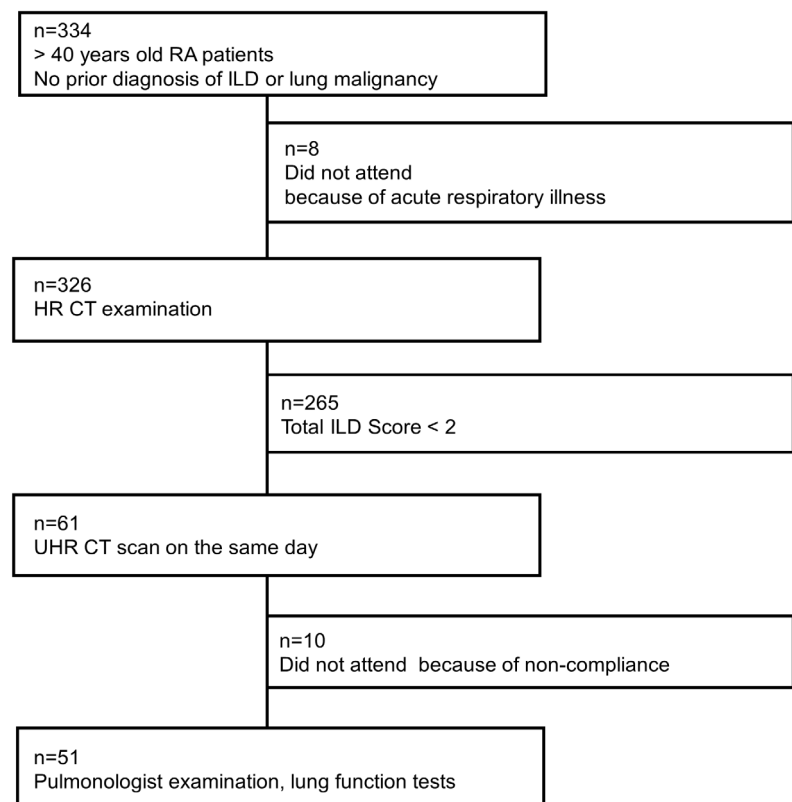 n=334
> 40 years old RA patients
No prior diagnosis of ILD or lung malignancy
n=8
Did not attend
because of acute respiratory illness
n=326
HR CT examination
n=265
Total ILD Score < 2
n=61
UHR CT scan on the same day
n=10
Did not attend  because of non-compliance
n=51
Pulmonologist examination, lung function tests